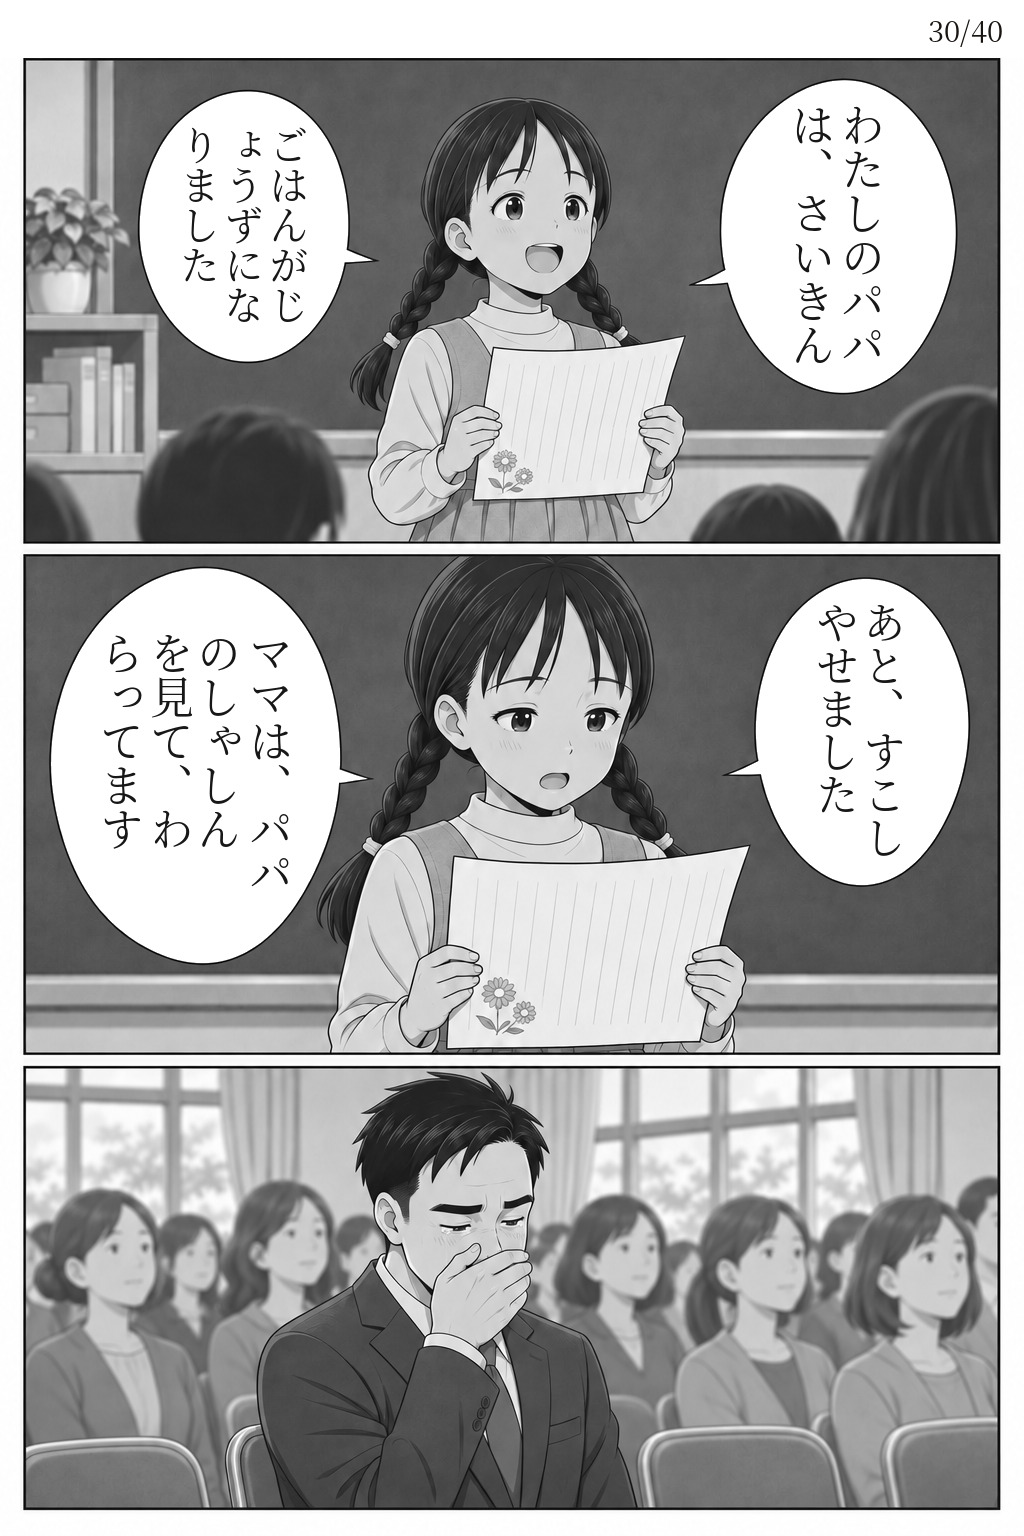 30/40
わたしのパパ
は、さいきん
ごはんがじ
ょうずにな
りました
あと、すこし
やせました
ママは、パパ
のしゃしん
を見て、わ
らってます